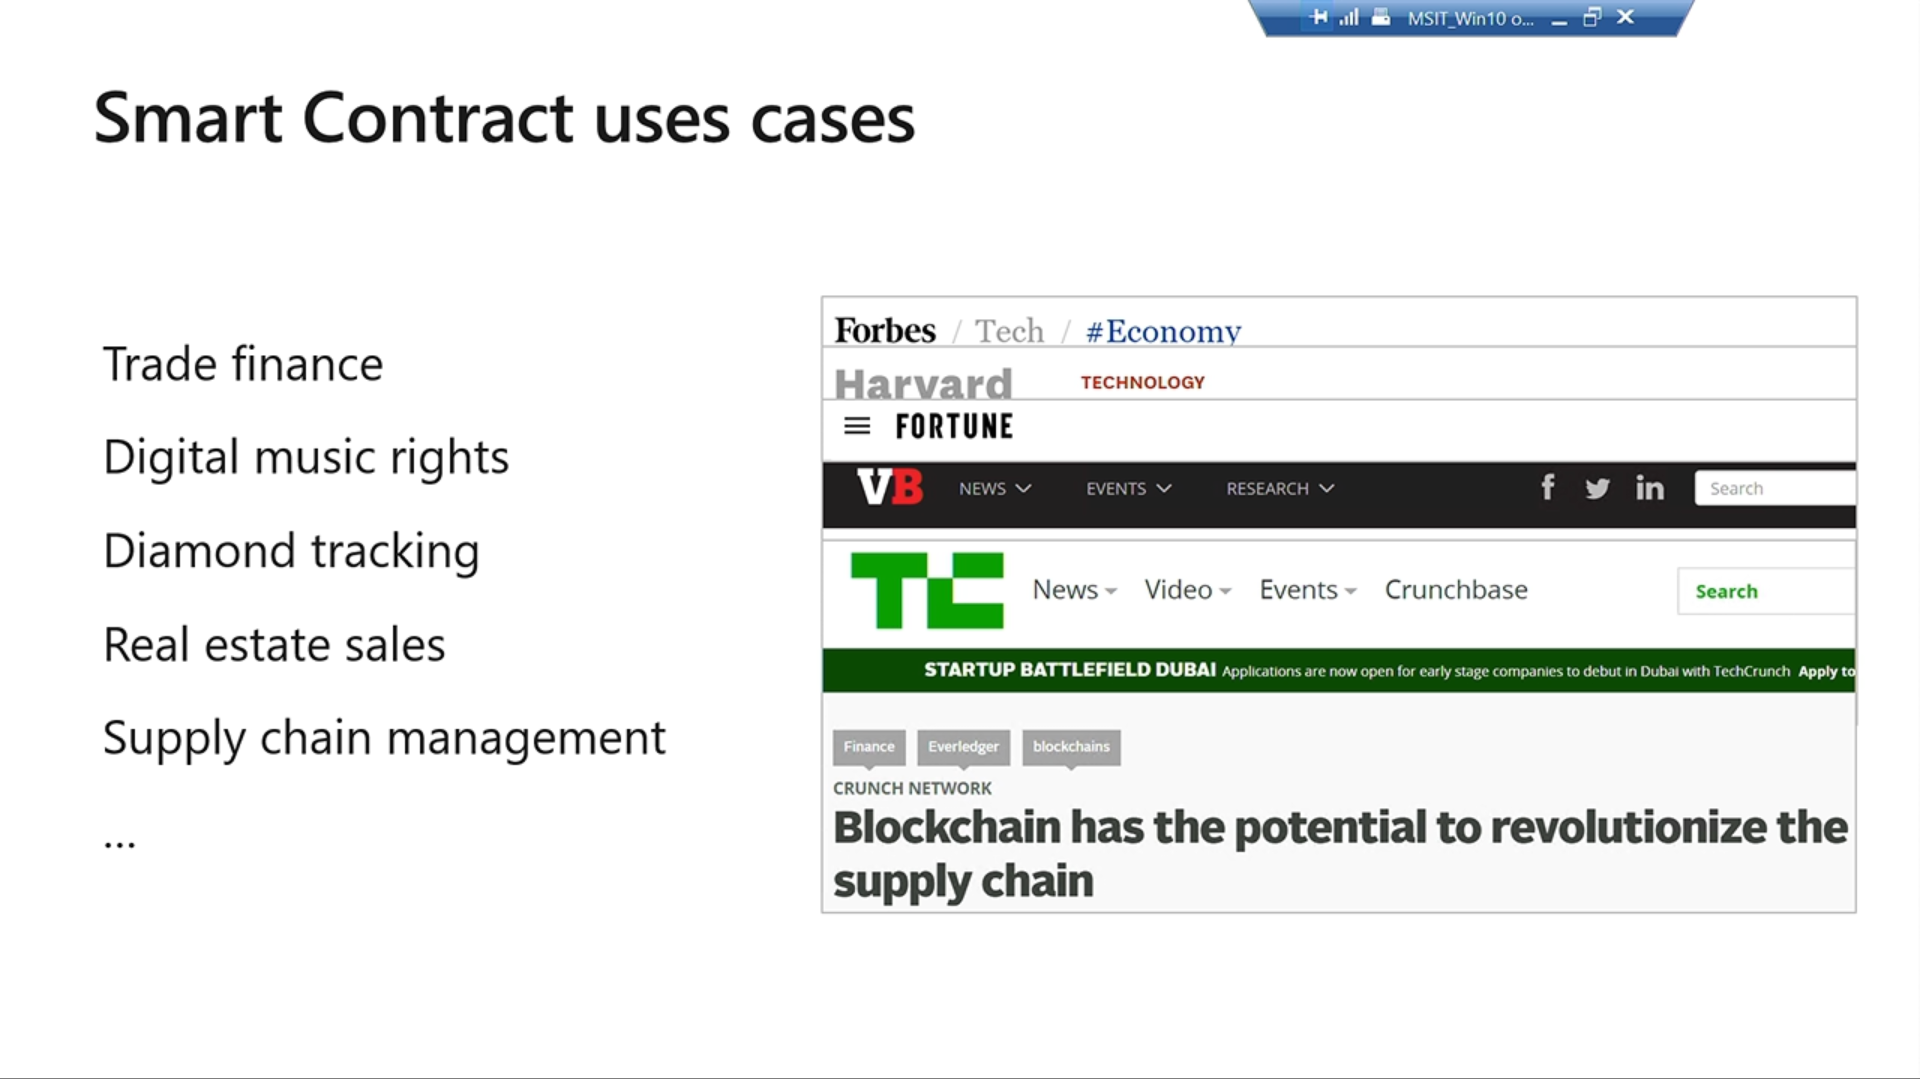 MSIT_Win10 o...
Smart Contract uses cases
Trade finance
Digital music rights
Diamond tracking
Real estate sales
Supply chain management
...
Forbes / Tech / #Economy
Harvard TECHNOLOGY
FORTUNE
VB NEWS EVENTS RESEARCH f in Search
TC News Video Events Crunchbase Search
STARTUP BATTLEFIELD DUBAI Applications are now open for early stage companies to debut in Dubai with TechCrunch Apply to
Finance Everledger blockchains
CRUNCH NETWORK
Blockchain has the potential to revolutionize the
supply chain